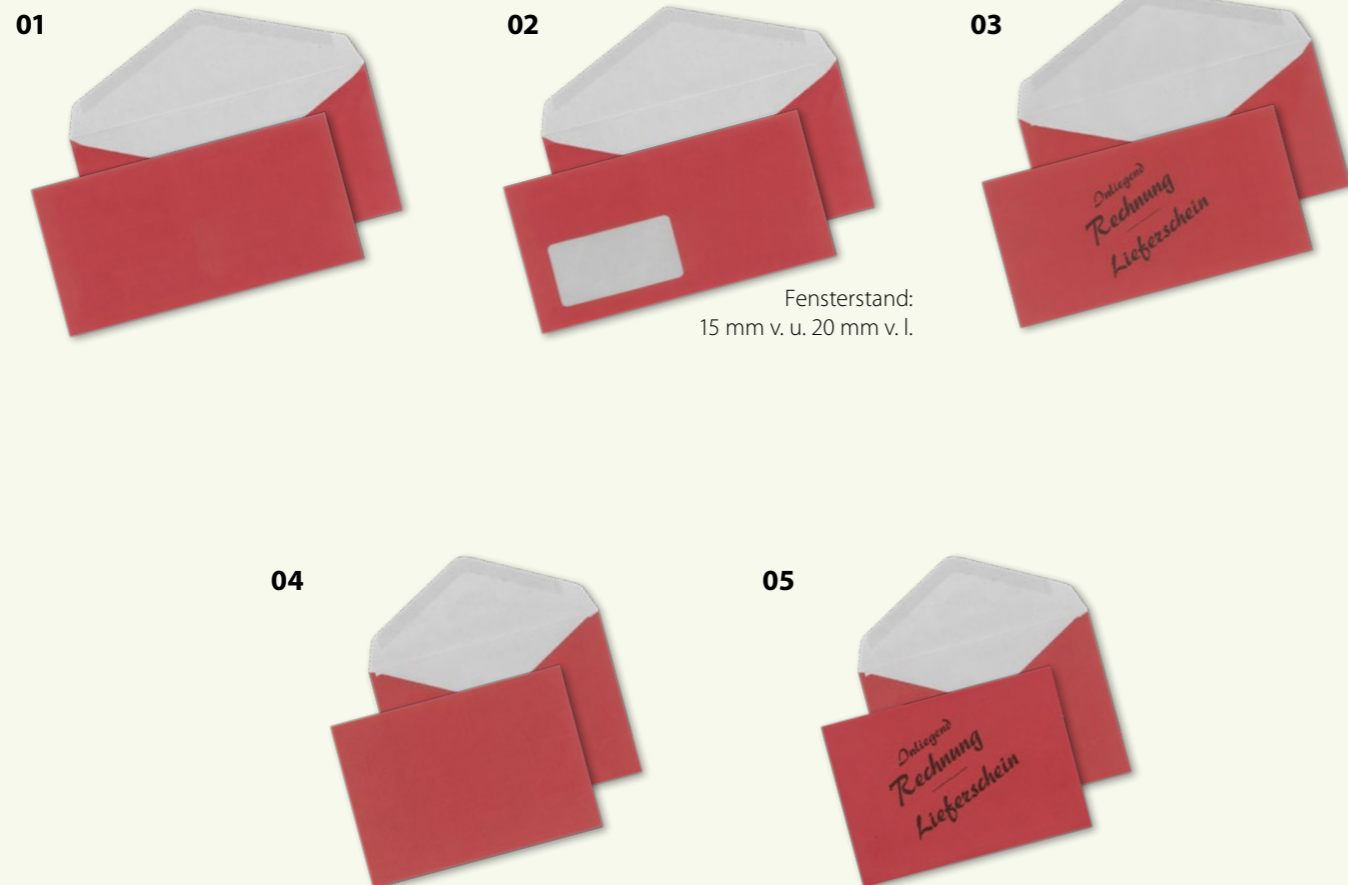 01
02
03
Inliegend
Rechnung
Lieferschein
Fensterstand:
15 mm v. u. 20 mm v. l.
04
05
Inliegend
Rechnung
Lieferschein